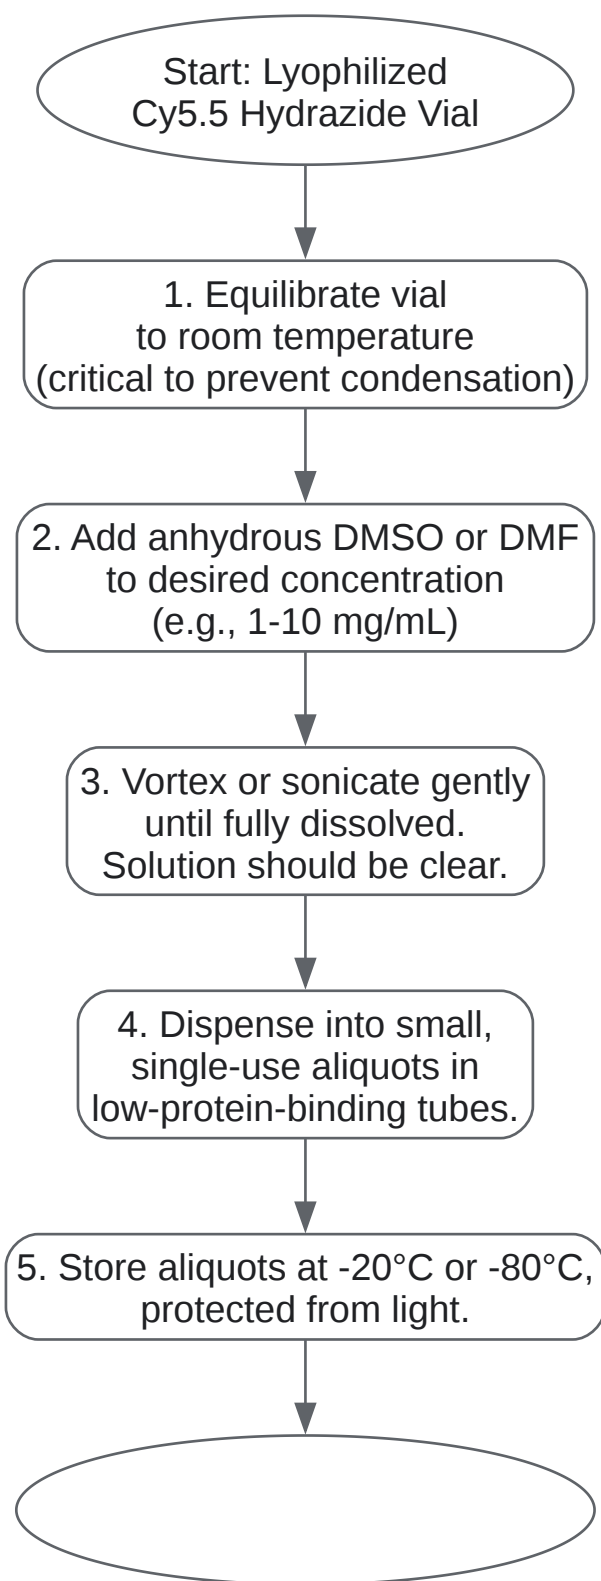 Start: Lyophilized
Cy5.5 Hydrazide Vial
1. Equilibrate vial
to room temperature
(critical to prevent condensation)
2. Add anhydrous DMSO or DMF
to desired concentration
(e.g., 1-10 mg/mL)
3. Vortex or sonicate gently
until fully dissolved.
Solution should be clear.
4. Dispense into small,
single-use aliquots in
low-protein-binding tubes.
5. Store aliquots at -20°C or -80°C,
protected from light.